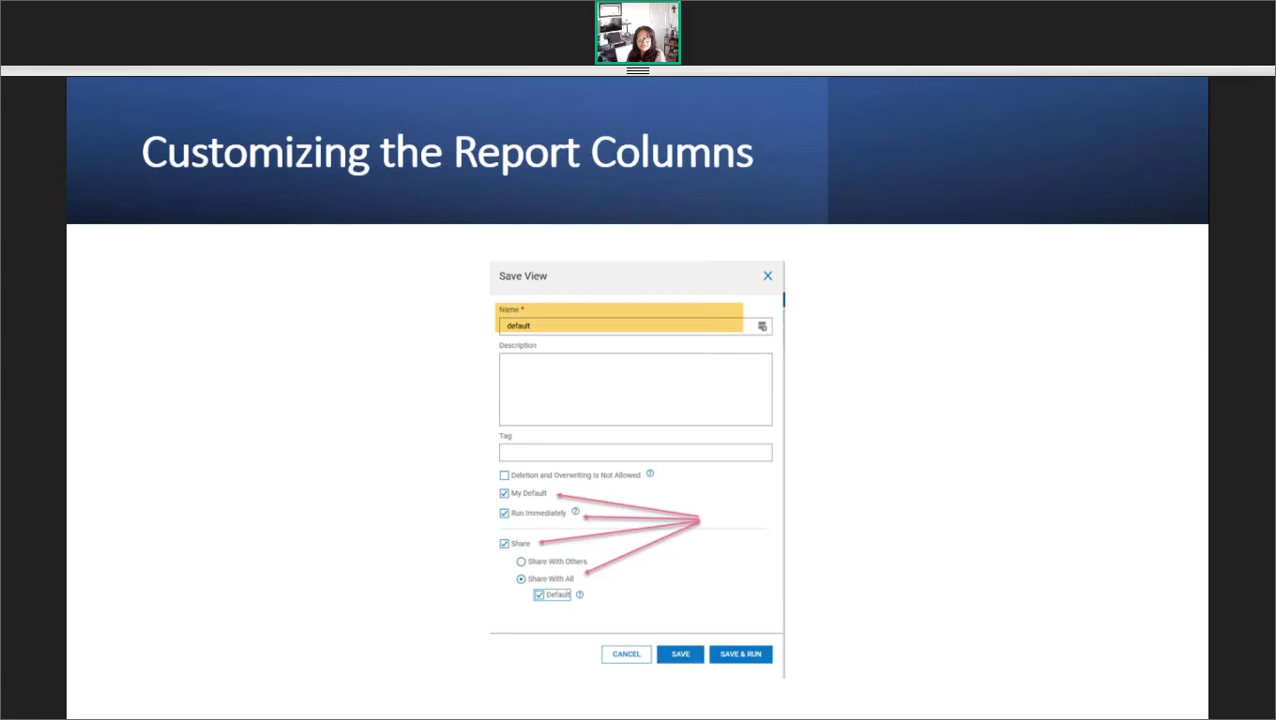 Customizing the Report Columns
Save View
Name *
default
Description
Tag
Deletion and Overwriting Is Not Allowed
My Default
Run Immediately
Share
Share With Others
Share With All
Default
CANCEL SAVE SAVE & RUN